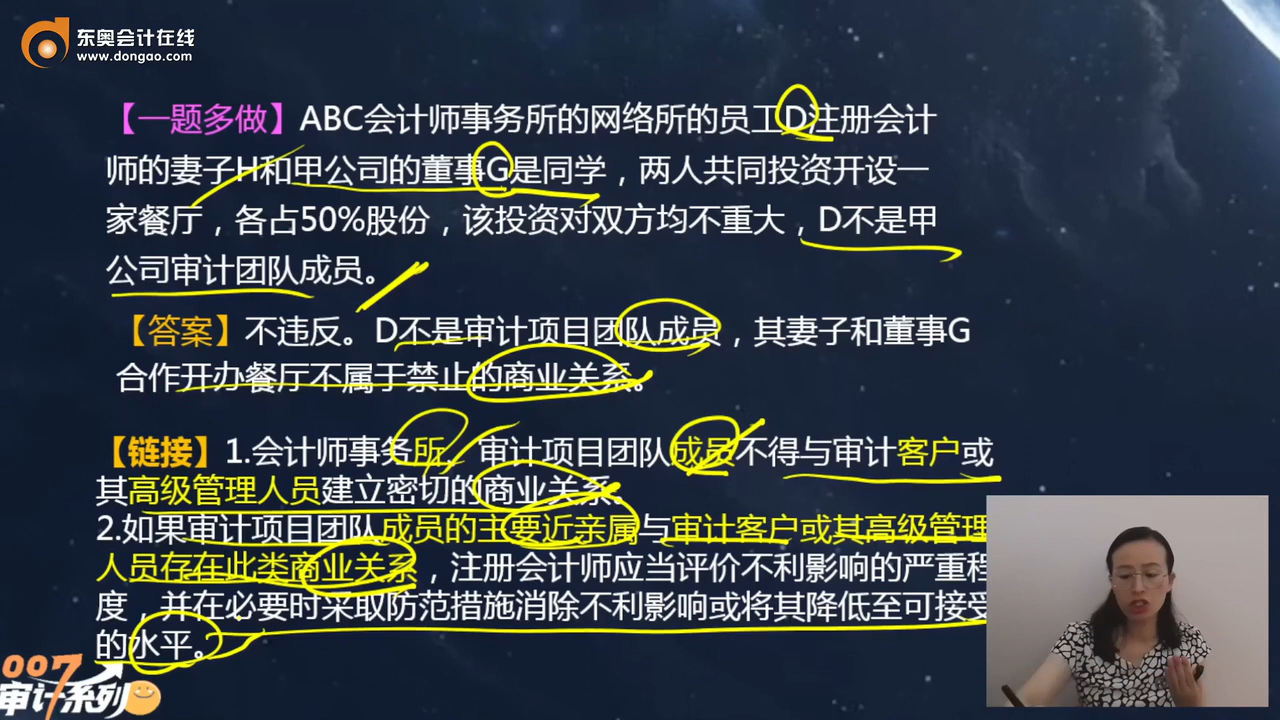 东奥会计在线
www.dongao.com
【一题多做】ABC会计师事务所的网络所的员工D注册会计
师的妻子H和甲公司的董事G是同学，两人共同投资开设一
家餐厅，各占50%股份，该投资对双方均不重大，D不是甲
公司审计团队成员。
【答案】不违反。D不是审计项目团队成员，其妻子和董事G
合作开办餐厅不属于禁止的商业关系。
【链接】1.会计师事务所、审计项目团队成员不得与审计客户或
其高级管理人员建立密切的商业关系。
2.如果审计项目团队成员的主要近亲属与审计客户或其高级管理
人员存在此类商业关系，注册会计师应当评价不利影响的严重程
度，并在必要时采取防范措施消除不利影响或将其降低至可接受
的水平。
007
审计系列